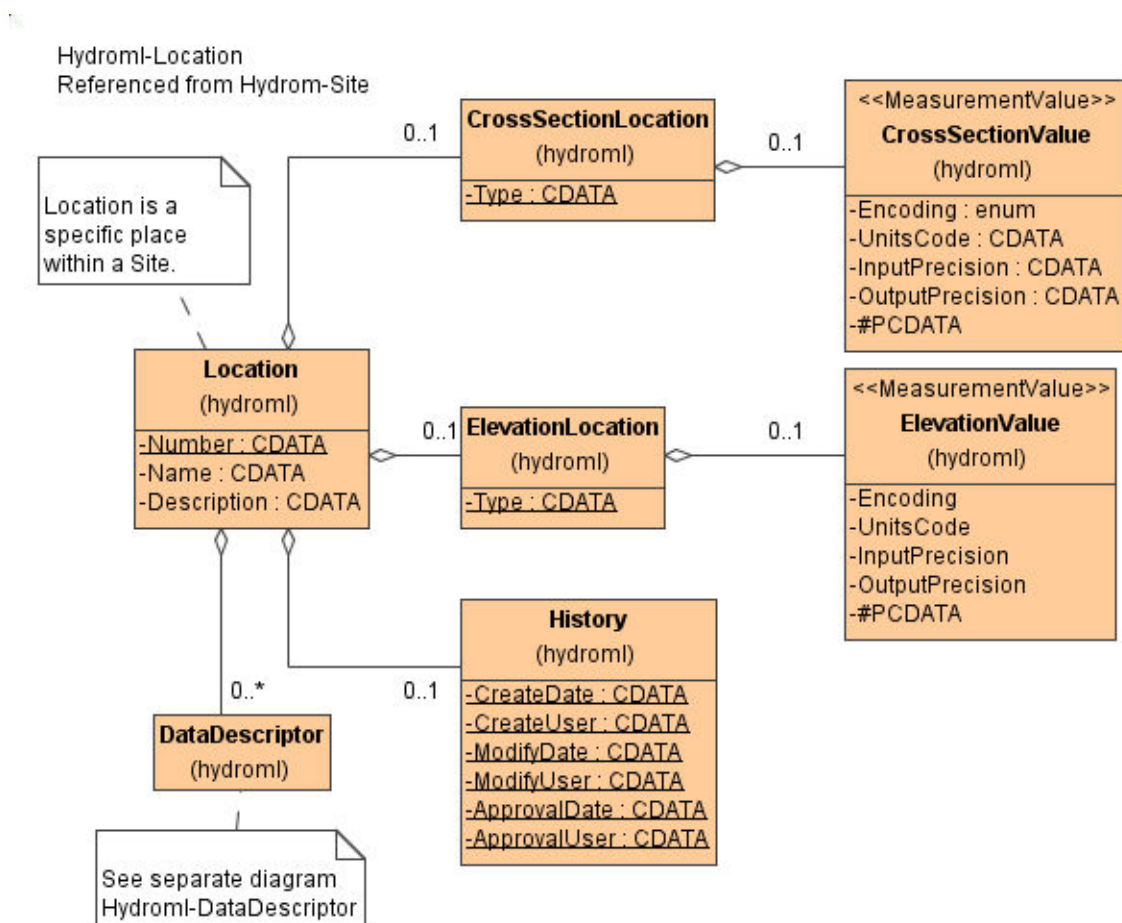 Hydroml-Location
Referenced from Hydrom-Site
Location is a
specific place
within a Site.
0..1
CrossSectionLocation
(hydroml)
-Type : CDATA
0..1
<<MeasurementValue>>
CrossSectionValue
(hydroml)
-Encoding : enum
-UnitsCode : CDATA
-InputPrecision : CDATA
-OutputPrecision : CDATA
-#PCDATA
Location
(hydroml)
-Number : CDATA
-Name : CDATA
-Description : CDATA
0..1
ElevationLocation
(hydroml)
-Type : CDATA
0..1
<<MeasurementValue>>
ElevationValue
(hydroml)
-Encoding
-UnitsCode
-InputPrecision
-OutputPrecision
-#PCDATA
0..1
History
(hydroml)
-CreateDate : CDATA
-CreateUser : CDATA
-ModifyDate : CDATA
-ModifyUser : CDATA
-ApprovalDate : CDATA
-ApprovalUser : CDATA
0..*
DataDescriptor
(hydroml)
See separate diagram
Hydroml-DataDescriptor